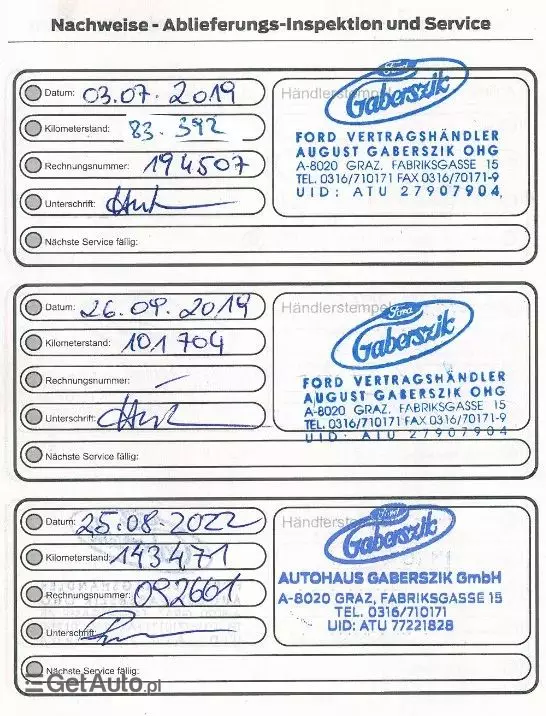 Nachweise - Ablieferungs-Inspektion und Service
Datum: 03.07.2019
Kilometerstand: 83.392
Rechnungsnummer: 194507
Unterschrift:
Nächste Service fällig:
Händlerstempel
Ford
Gaberszik
FORD VERTRAGSHÄNDLER
AUGUST GABERSZIK OHG
A-8020 GRAZ, FABRIKSGASSE 15
TEL. 0316/710171 FAX 0316/70171-9
UID: ATU 27907904,
Datum: 26.09.2019
Kilometerstand: 101704
Rechnungsnummer: -
Unterschrift:
Nächste Service fällig:
Händlerstempel
Ford
Gaberszik
FORD VERTRAGSHÄNDLER
AUGUST GABERSZIK OHG
A-8020 GRAZ, FABRIKSGASSE 15
TEL. 0316/710171 FAX 0316/70171-9
UID: ATU 27907904
Datum: 25.08-2022
Kilometerstand: 143471
Rechnungsnummer: 092661
Unterschrift:
Nächste Service fällig:
Händlerstempel
Ford
Gaberszik
AUTOHAUS GABERSZIK GmbH
A-8020 GRAZ, FABRIKSGASSE 15
TEL. 0316/710171
UID: ATU 77221828
GetAuto.pl